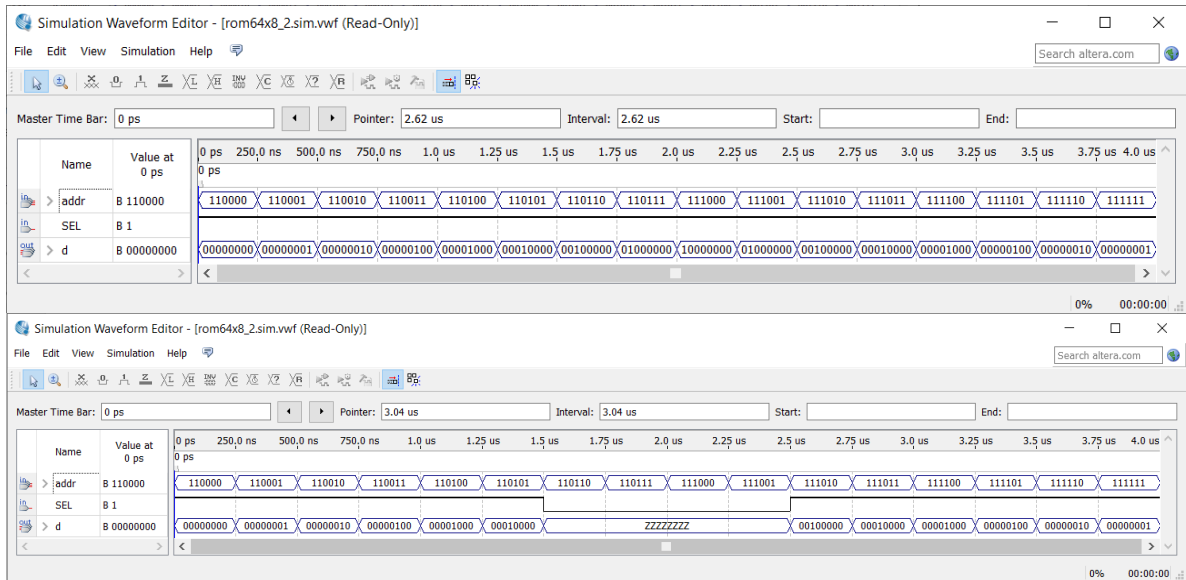 Simulation Waveform Editor - [rom64x8_2.sim.vwf (Read-Only)]
File Edit View Simulation Help
Search altera.com
Master Time Bar: 0 ps Pointer: 2.62 us Interval: 2.62 us Start: End:
Name Value at 0 ps
0 ps 250.0 ns 500.0 ns 750.0 ns 1.0 us 1.25 us 1.5 us 1.75 us 2.0 us 2.25 us 2.5 us 2.75 us 3.0 us 3.25 us 3.5 us 3.75 us 4.0 us
0 ps
in addr B 110000 110000 110001 110010 110011 110100 110101 110110 110111 111000 111001 111010 111011 111100 111101 111110 111111
in SEL B 1
out d B 00000000 00000000 00000001 00000010 00000100 00001000 00010000 00100000 01000000 10000000 01000000 00100000 00010000 00001000 00000100 00000010 00000001
0% 00:00:00
Simulation Waveform Editor - [rom64x8_2.sim.vwf (Read-Only)]
File Edit View Simulation Help
Search altera.com
Master Time Bar: 0 ps Pointer: 3.04 us Interval: 3.04 us Start: End:
Name Value at 0 ps
0 ps 250.0 ns 500.0 ns 750.0 ns 1.0 us 1.25 us 1.5 us 1.75 us 2.0 us 2.25 us 2.5 us 2.75 us 3.0 us 3.25 us 3.5 us 3.75 us 4.0 us
0 ps
in addr B 110000 110000 110001 110010 110011 110100 110101 110110 110111 111000 111001 111010 111011 111100 111101 111110 111111
in SEL B 1
out d B 00000000 00000000 00000001 00000010 00000100 00001000 00010000 ZZZZZZZZ 00100000 00010000 00001000 00000100 00000010 00000001
0% 00:00:00